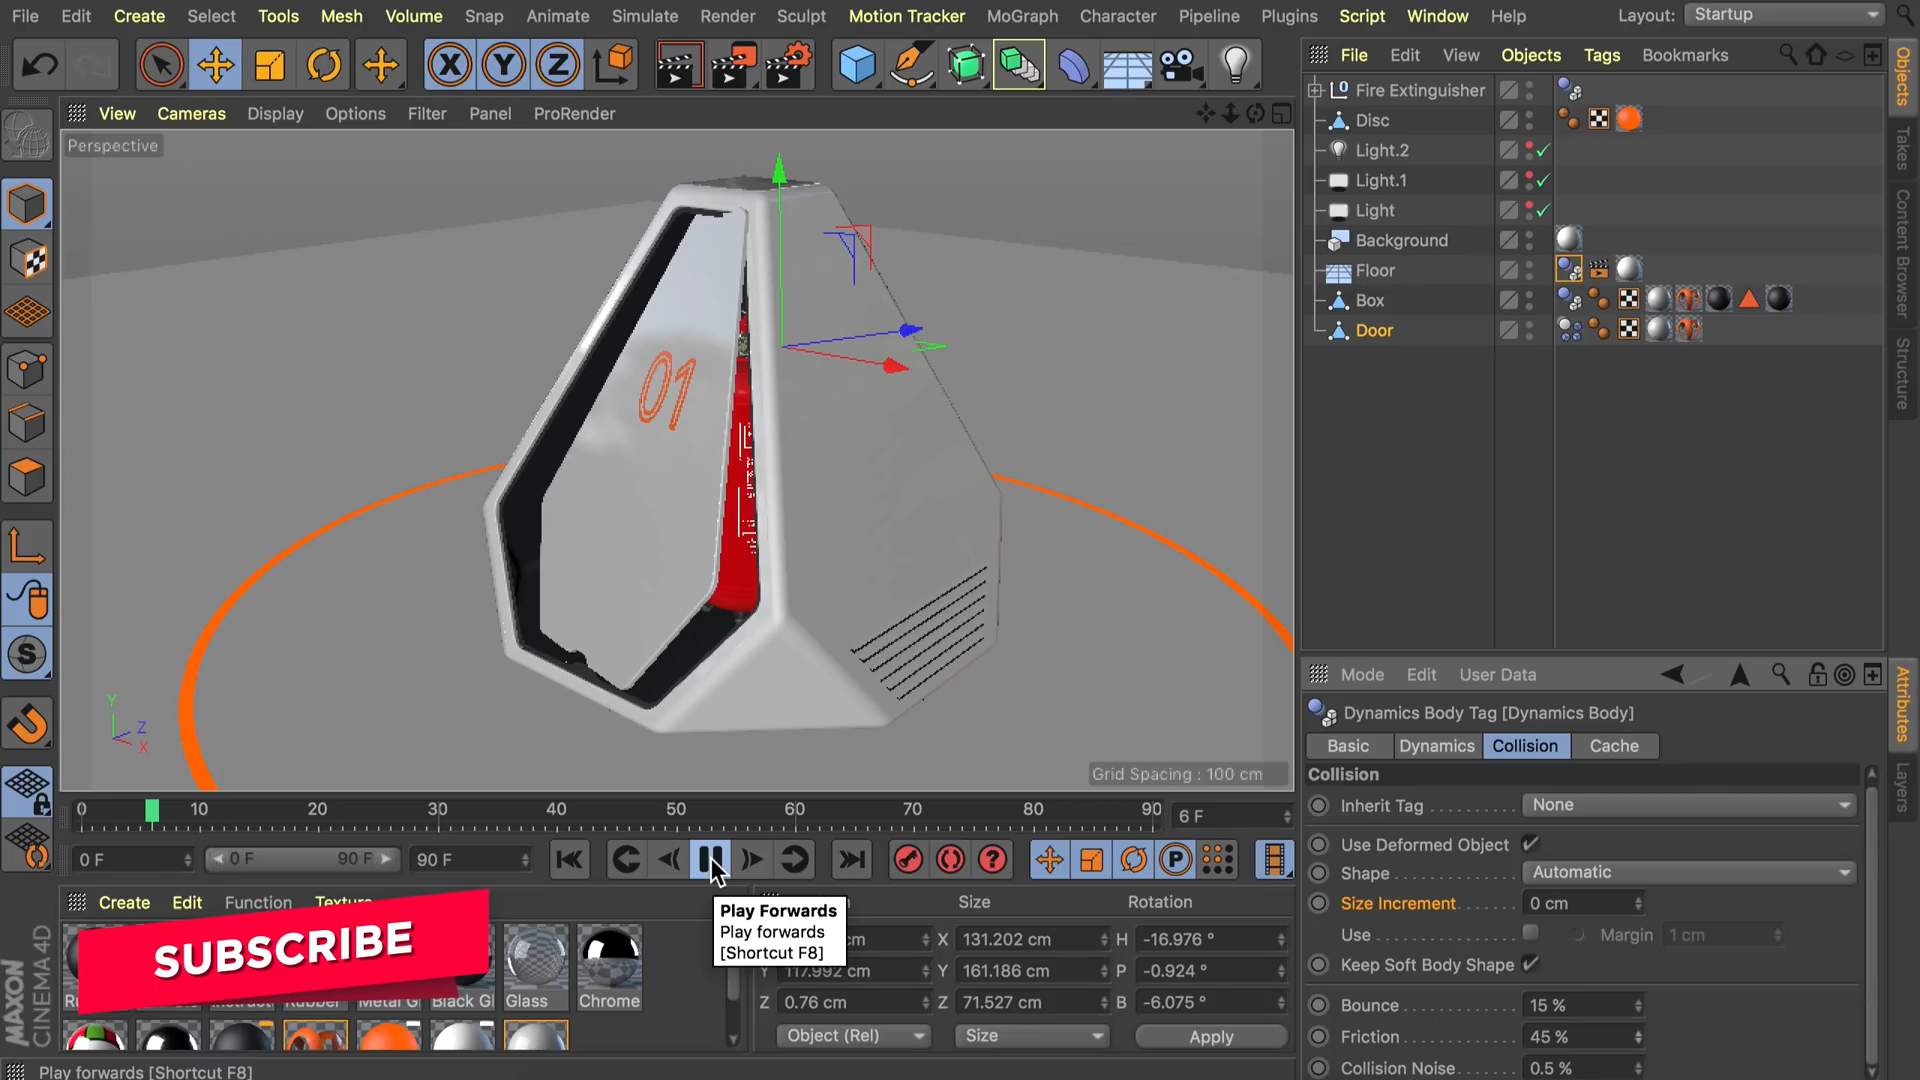 File Edit Create Select Tools Mesh Volume Snap Animate Simulate Render Sculpt Motion Tracker MoGraph Character Pipeline Plugins Script Window Help Layout: Startup
X Y Z
File Edit View Objects Tags Bookmarks
View Cameras Display Options Filter Panel ProRender
Perspective
Fire Extinguisher
Disc
Light.2
Light.1
Light
Background
Floor
Box
Door
Objects
Takes
Content Browser
Structure
01
Y
Z
X
Grid Spacing : 100 cm
Mode Edit User Data
Dynamics Body Tag [Dynamics Body]
Basic Dynamics Collision Cache
Collision
Inherit Tag None
Use Deformed Object
Shape Automatic
Size Increment 0 cm
Use Margin 1 cm
Keep Soft Body Shape
Bounce 15 %
Friction 45 %
Collision Noise 0.5 %
Attributes
Layers
0 10 20 30 40 50 60 70 80 90 6 F
0 F 0 F 90 F 90 F
P
S
Create Edit Function
Size Rotation
Play Forwards
Play forwards
[Shortcut F8]
SUBSCRIBE
cm X 131.202 cm H -16.976 °
Y 117.992 cm Y 161.186 cm P -0.924 °
Z 0.76 cm Z 71.527 cm B -6.075 °
Object (Rel) Size Apply
Black Gl Glass Chrome
MAXON
CINEMA 4D
Play forwards [Shortcut F8]